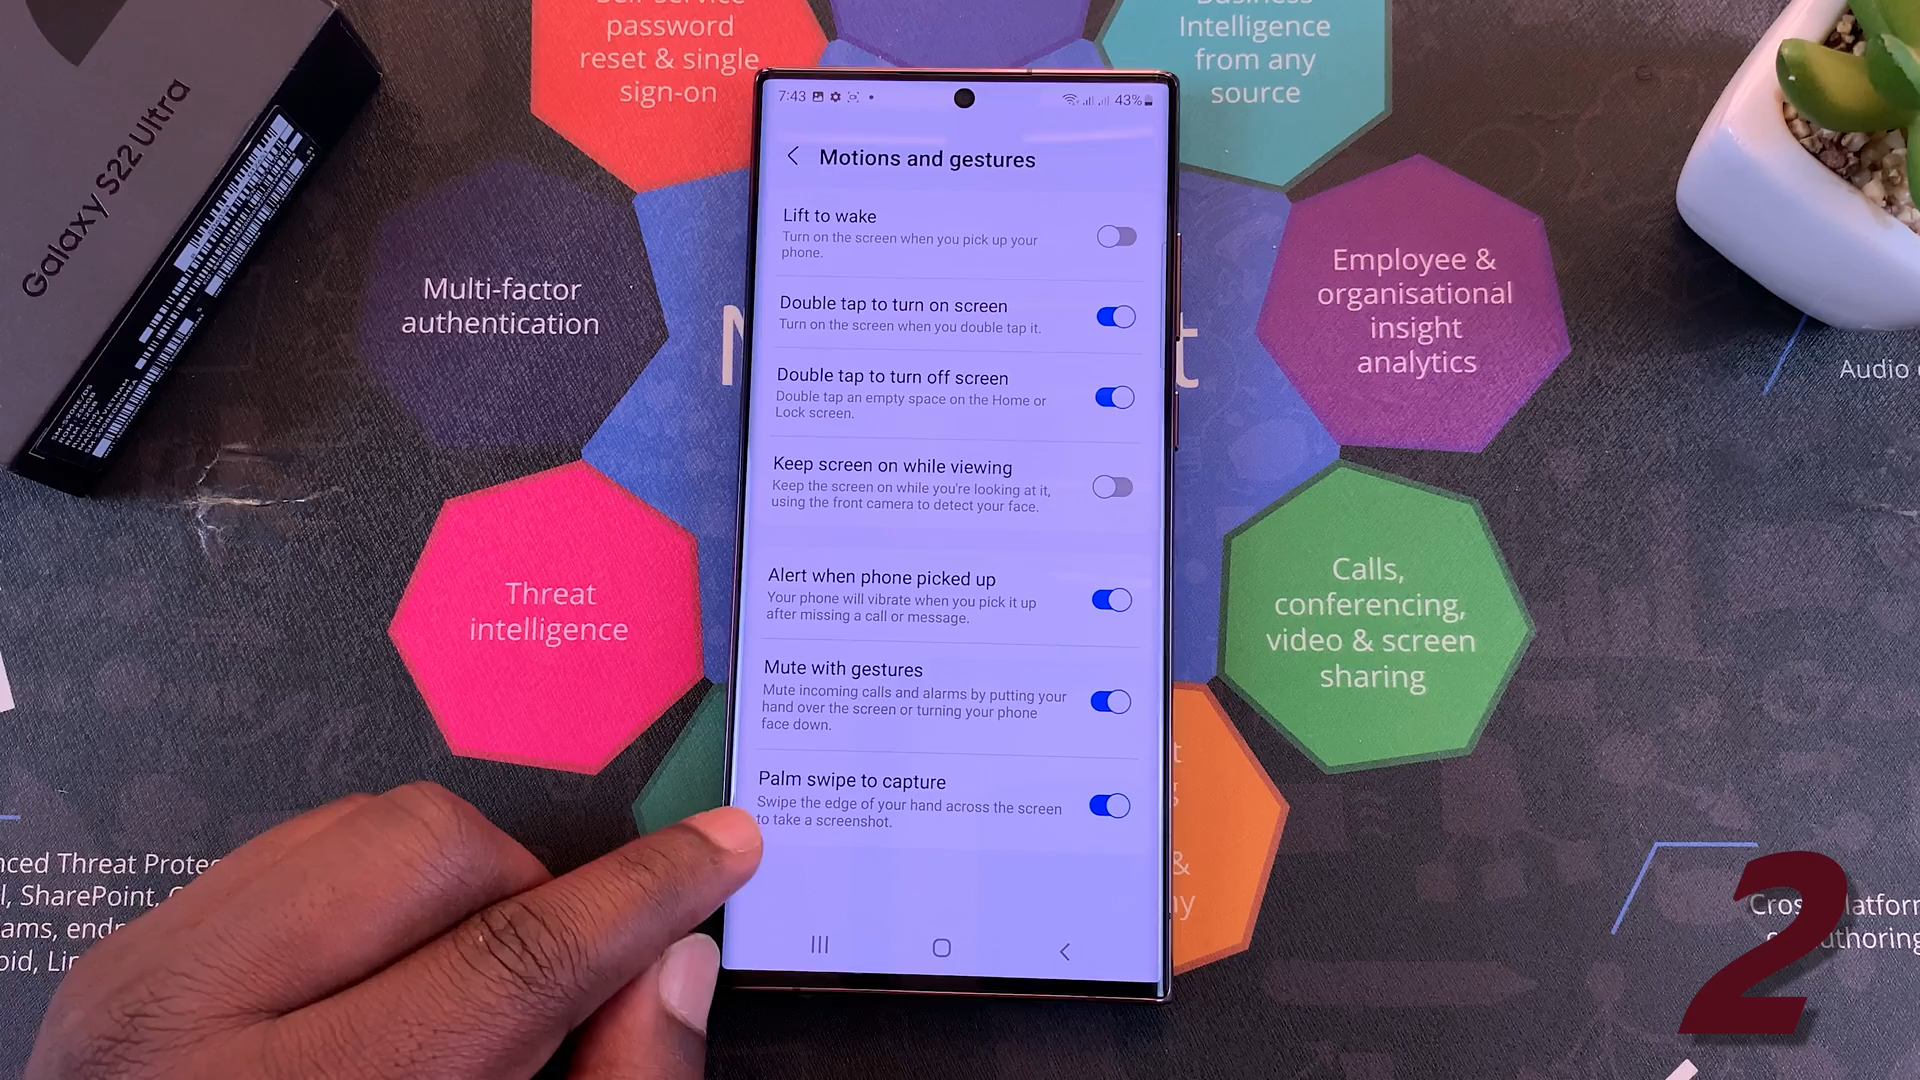 password
reset & single
sign-on
Intelligence
from any
source
Galaxy S22 Ultra
Multi-factor
authentication
Employee &
organisational
insight
analytics
Audio
Threat
intelligence
Calls,
conferencing,
video & screen
sharing
7:43
43%
Motions and gestures
Lift to wake
Turn on the screen when you pick up your
phone.
Double tap to turn on screen
Turn on the screen when you double tap it.
Double tap to turn off screen
Double tap an empty space on the Home or
Lock screen.
Keep screen on while viewing
Keep the screen on while you're looking at it,
using the front camera to detect your face.
Alert when phone picked up
Your phone will vibrate when you pick it up
after missing a call or message.
Mute with gestures
Mute incoming calls and alarms by putting your
hand over the screen or turning your phone
face down.
Palm swipe to capture
Swipe the edge of your hand across the screen
to take a screenshot.
Threat
SharePoint,
2